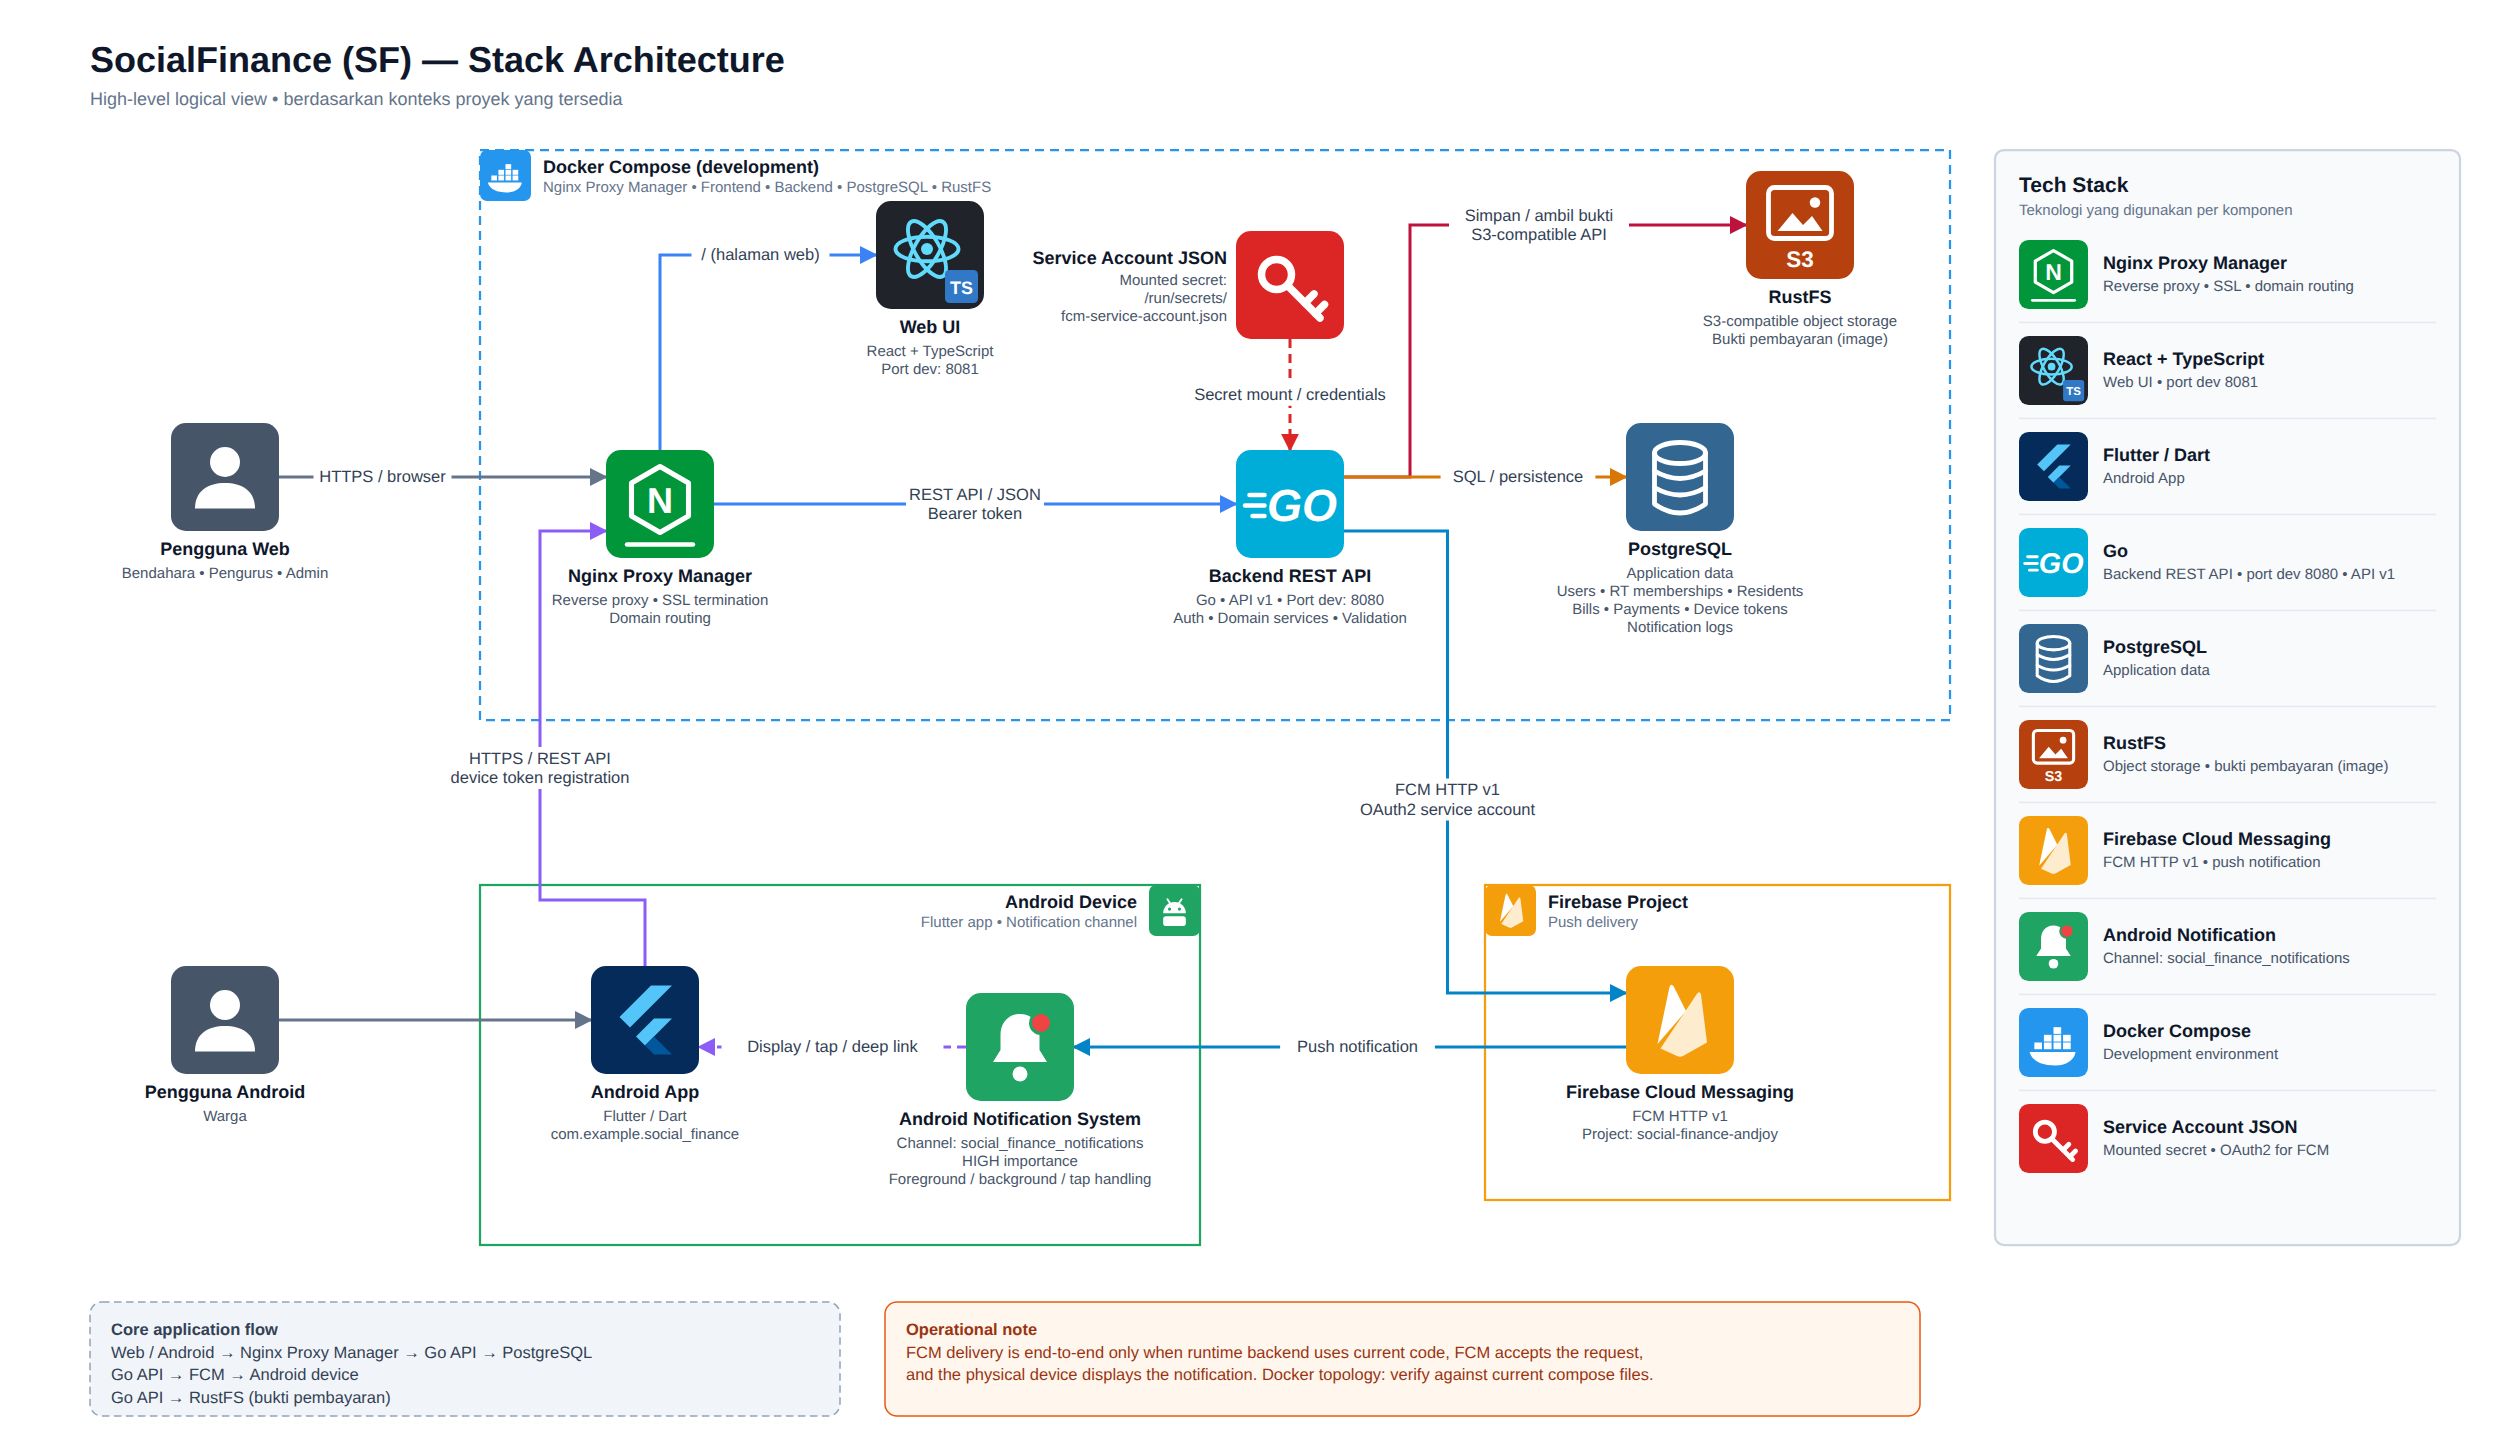 SocialFinance (SF) — Stack Architecture
High-level logical view • berdasarkan konteks proyek yang tersedia
Docker Compose (development)
Nginx Proxy Manager • Frontend • Backend • PostgreSQL • RustFS
/ (halaman web)
TS
Web UI
React + TypeScript
Port dev: 8081
Service Account JSON
Mounted secret:
/run/secrets/
fcm-service-account.json
Secret mount / credentials
Simpan / ambil bukti
S3-compatible API
S3
RustFS
S3-compatible object storage
Bukti pembayaran (image)
Pengguna Web
Bendahara • Pengurus • Admin
HTTPS / browser
N
Nginx Proxy Manager
Reverse proxy • SSL termination
Domain routing
REST API / JSON
Bearer token
GO
Backend REST API
Go • API v1 • Port dev: 8080
Auth • Domain services • Validation
SQL / persistence
PostgreSQL
Application data
Users • RT memberships • Residents
Bills • Payments • Device tokens
Notification logs
HTTPS / REST API
device token registration
FCM HTTP v1
OAuth2 service account
Android Device
Flutter app • Notification channel
Firebase Project
Push delivery
Pengguna Android
Warga
Android App
Flutter / Dart
com.example.social_finance
Display / tap / deep link
Android Notification System
Channel: social_finance_notifications
HIGH importance
Foreground / background / tap handling
Push notification
Firebase Cloud Messaging
FCM HTTP v1
Project: social-finance-andjoy
Tech Stack
Teknologi yang digunakan per komponen
N
Nginx Proxy Manager
Reverse proxy • SSL • domain routing
TS
React + TypeScript
Web UI • port dev 8081
Flutter / Dart
Android App
GO
Go
Backend REST API • port dev 8080 • API v1
PostgreSQL
Application data
S3
RustFS
Object storage • bukti pembayaran (image)
Firebase Cloud Messaging
FCM HTTP v1 • push notification
Android Notification
Channel: social_finance_notifications
Docker Compose
Development environment
Service Account JSON
Mounted secret • OAuth2 for FCM
Core application flow
Web / Android → Nginx Proxy Manager → Go API → PostgreSQL
Go API → FCM → Android device
Go API → RustFS (bukti pembayaran)
Operational note
FCM delivery is end-to-end only when runtime backend uses current code, FCM accepts the request,
and the physical device displays the notification. Docker topology: verify against current compose files.